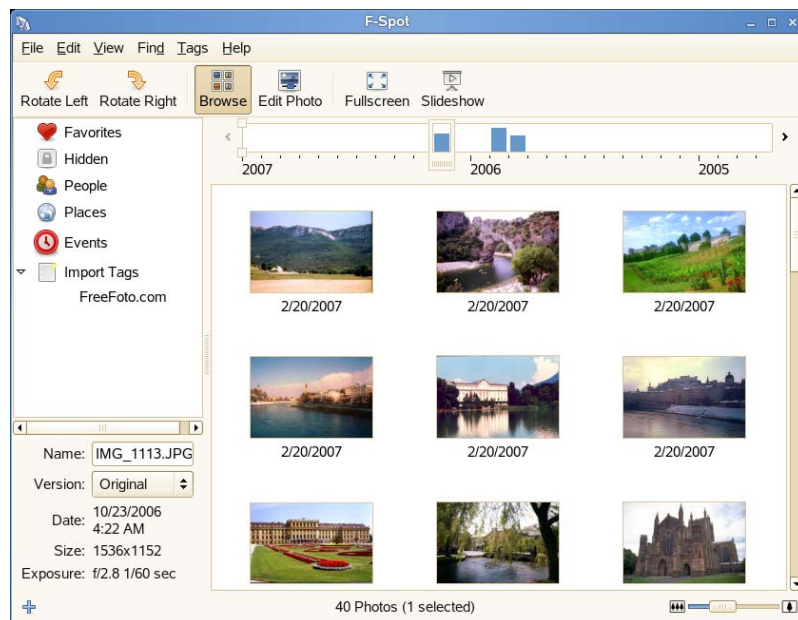 F-Spot
File Edit View Find Tags Help
Rotate Left Rotate Right Browse Edit Photo Fullscreen Slideshow
Favorites
Hidden
People
Places
Events
Import Tags
FreeFoto.com
2007 2006 2005
2/20/2007 2/20/2007 2/20/2007
2/20/2007 2/20/2007 2/20/2007
Name: IMG_1113.JPG
Version: Original
Date: 10/23/2006
4:22 AM
Size: 1536x1152
Exposure: f/2.8 1/60 sec
40 Photos (1 selected)